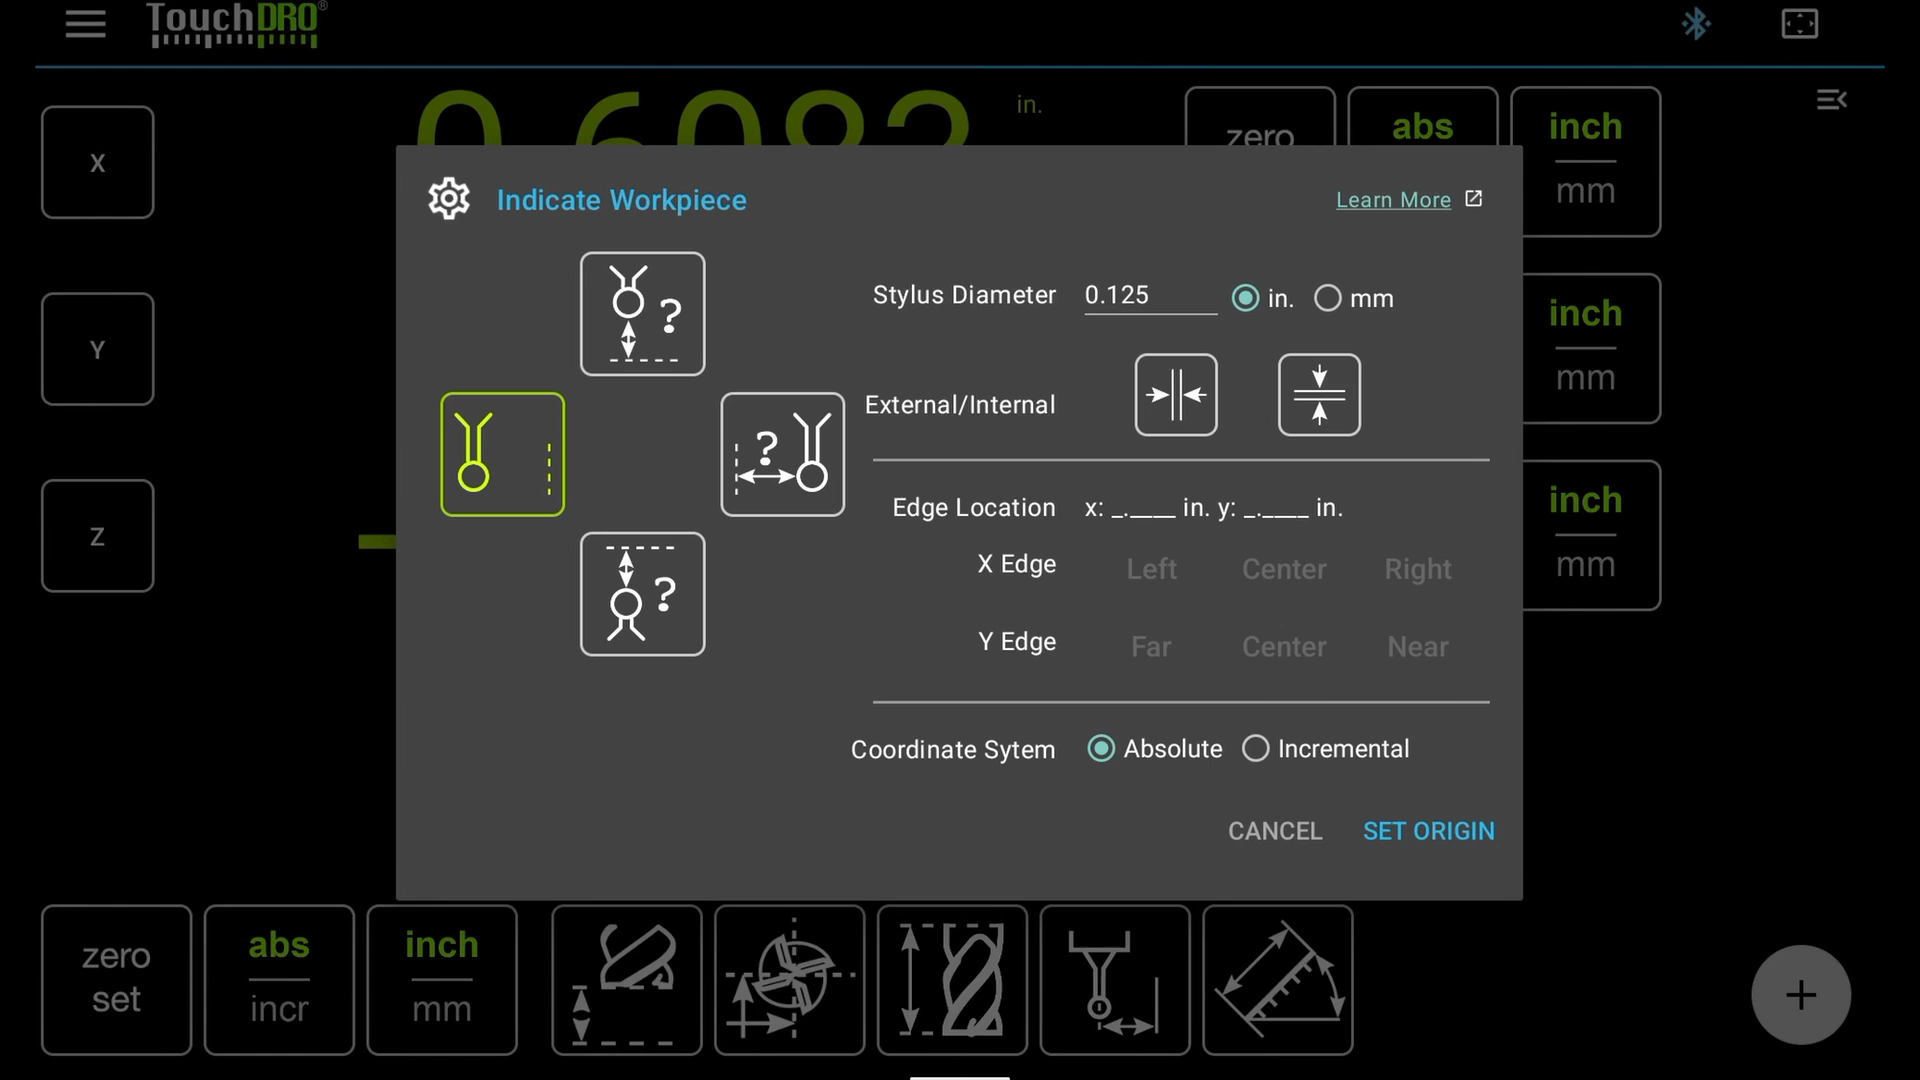 TouchDRO®
in.
zero
abs
inch
mm
X
Indicate Workpiece
Learn More
?
Stylus Diameter 0.125 in. mm
inch
mm
Y
External/Internal
?
Edge Location x: _.____ in. y: _.____ in.
inch
mm
Z
X Edge Left Center Right
?
Y Edge Far Center Near
Coordinate Sytem Absolute Incremental
CANCEL SET ORIGIN
zero
set
abs
incr
inch
mm
+